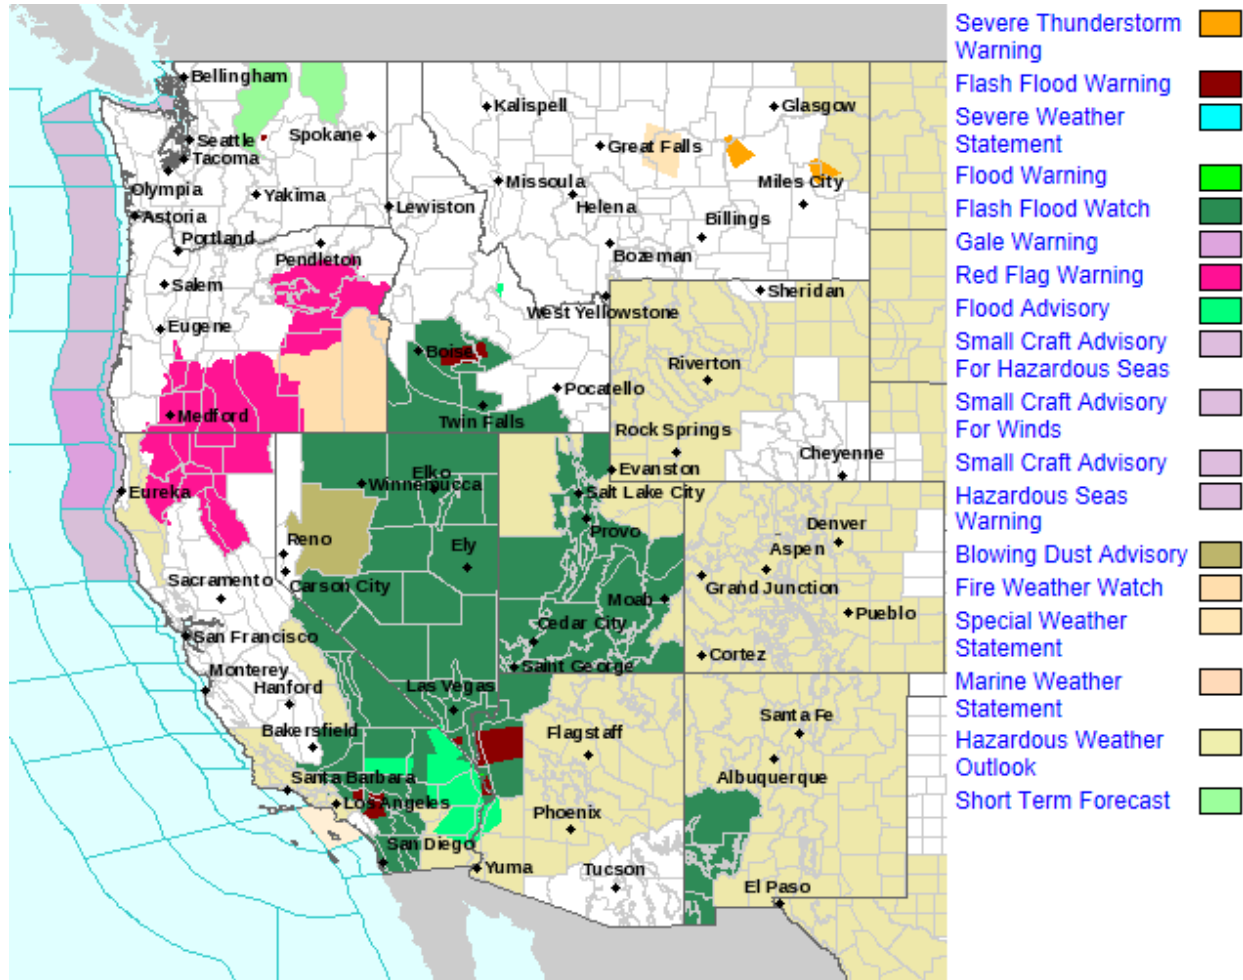 Bellingham
Seattle
Spokane
Tacoma
Olympia
Yakima
Astoria
Lewiston
Portland
Pendleton
Salem
Eugene
Medford
Kalispell
Glasgow
Great Falls
Missoula
Miles City
Helena
Billings
Bozeman
Sheridan
West Yellowstone
Boise
Riverton
Pocatello
Twin Falls
Rock Springs
Cheyenne
Evanston
Eureka
Elko
Winnemucca
Salt Lake City
Provo
Denver
Reno
Ely
Aspen
Sacramento
Carson City
Grand Junction
Moab
Pueblo
Cedar City
San Francisco
Cortez
Saint George
Monterey
Hanford
Las Vegas
Bakersfield
Flagstaff
Santa Fe
Albuquerque
Santa Barbara
Los Angeles
Phoenix
San Diego
Yuma
Tucson
El Paso
Severe Thunderstorm
Warning
Flash Flood Warning
Severe Weather
Statement
Flood Warning
Flash Flood Watch
Gale Warning
Red Flag Warning
Flood Advisory
Small Craft Advisory
For Hazardous Seas
Small Craft Advisory
For Winds
Small Craft Advisory
Hazardous Seas
Warning
Blowing Dust Advisory
Fire Weather Watch
Special Weather
Statement
Marine Weather
Statement
Hazardous Weather
Outlook
Short Term Forecast